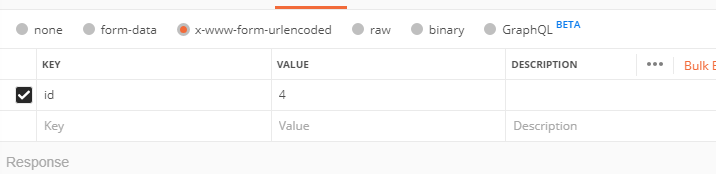 none form-data x-www-form-urlencoded raw binary GraphQL BETA
KEY VALUE DESCRIPTION ••• Bulk E
id 4
Key Value Description
Response